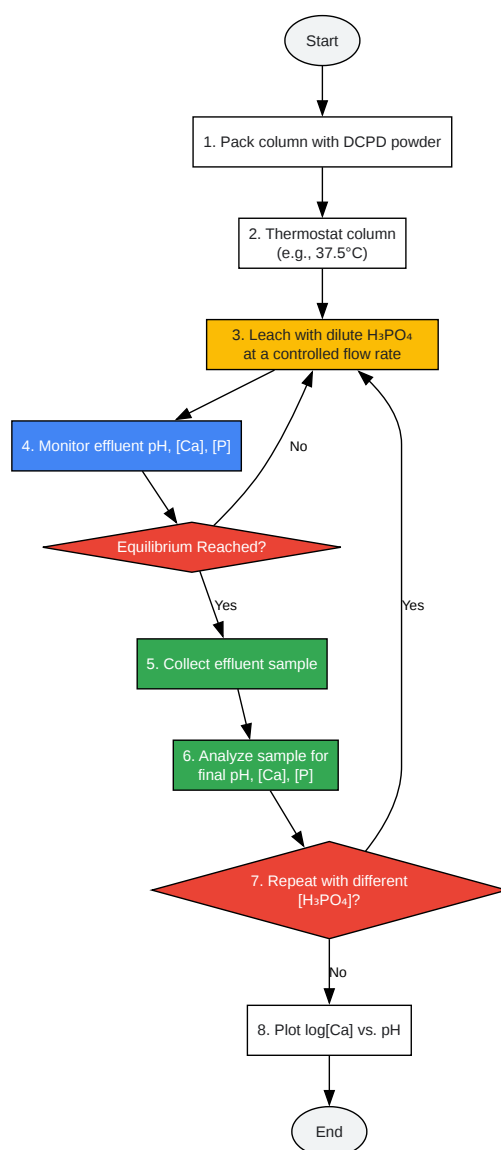 Start
1. Pack column with DCPD powder
2. Thermostat column
(e.g., 37.5°C)
3. Leach with dilute H₃PO₄
at a controlled flow rate
4. Monitor effluent pH, [Ca], [P]
No
Equilibrium Reached?
Yes
Yes
5. Collect effluent sample
6. Analyze sample for
final pH, [Ca], [P]
7. Repeat with different
[H₃PO₄]?
No
8. Plot log[Ca] vs. pH
End